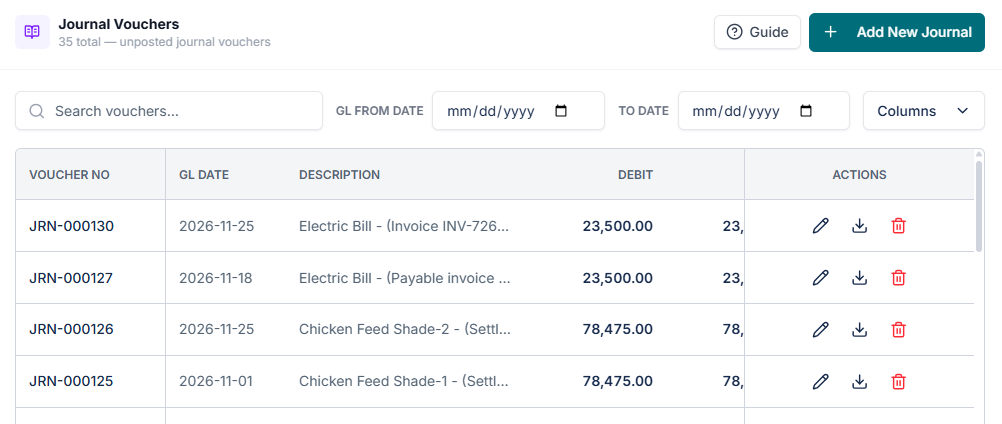 Journal Vouchers
35 total — unposted journal vouchers
Guide
Add New Journal
Search vouchers...
GL FROM DATE mm/dd/yyyy
TO DATE mm/dd/yyyy
Columns
VOUCHER NO GL DATE DESCRIPTION DEBIT ACTIONS
JRN-000130 2026-11-25 Electric Bill - (Invoice INV-726... 23,500.00 23,
JRN-000127 2026-11-18 Electric Bill - (Payable invoice ... 23,500.00 23,
JRN-000126 2026-11-25 Chicken Feed Shade-2 - (Settl... 78,475.00 78,
JRN-000125 2026-11-01 Chicken Feed Shade-1 - (Settl... 78,475.00 78,